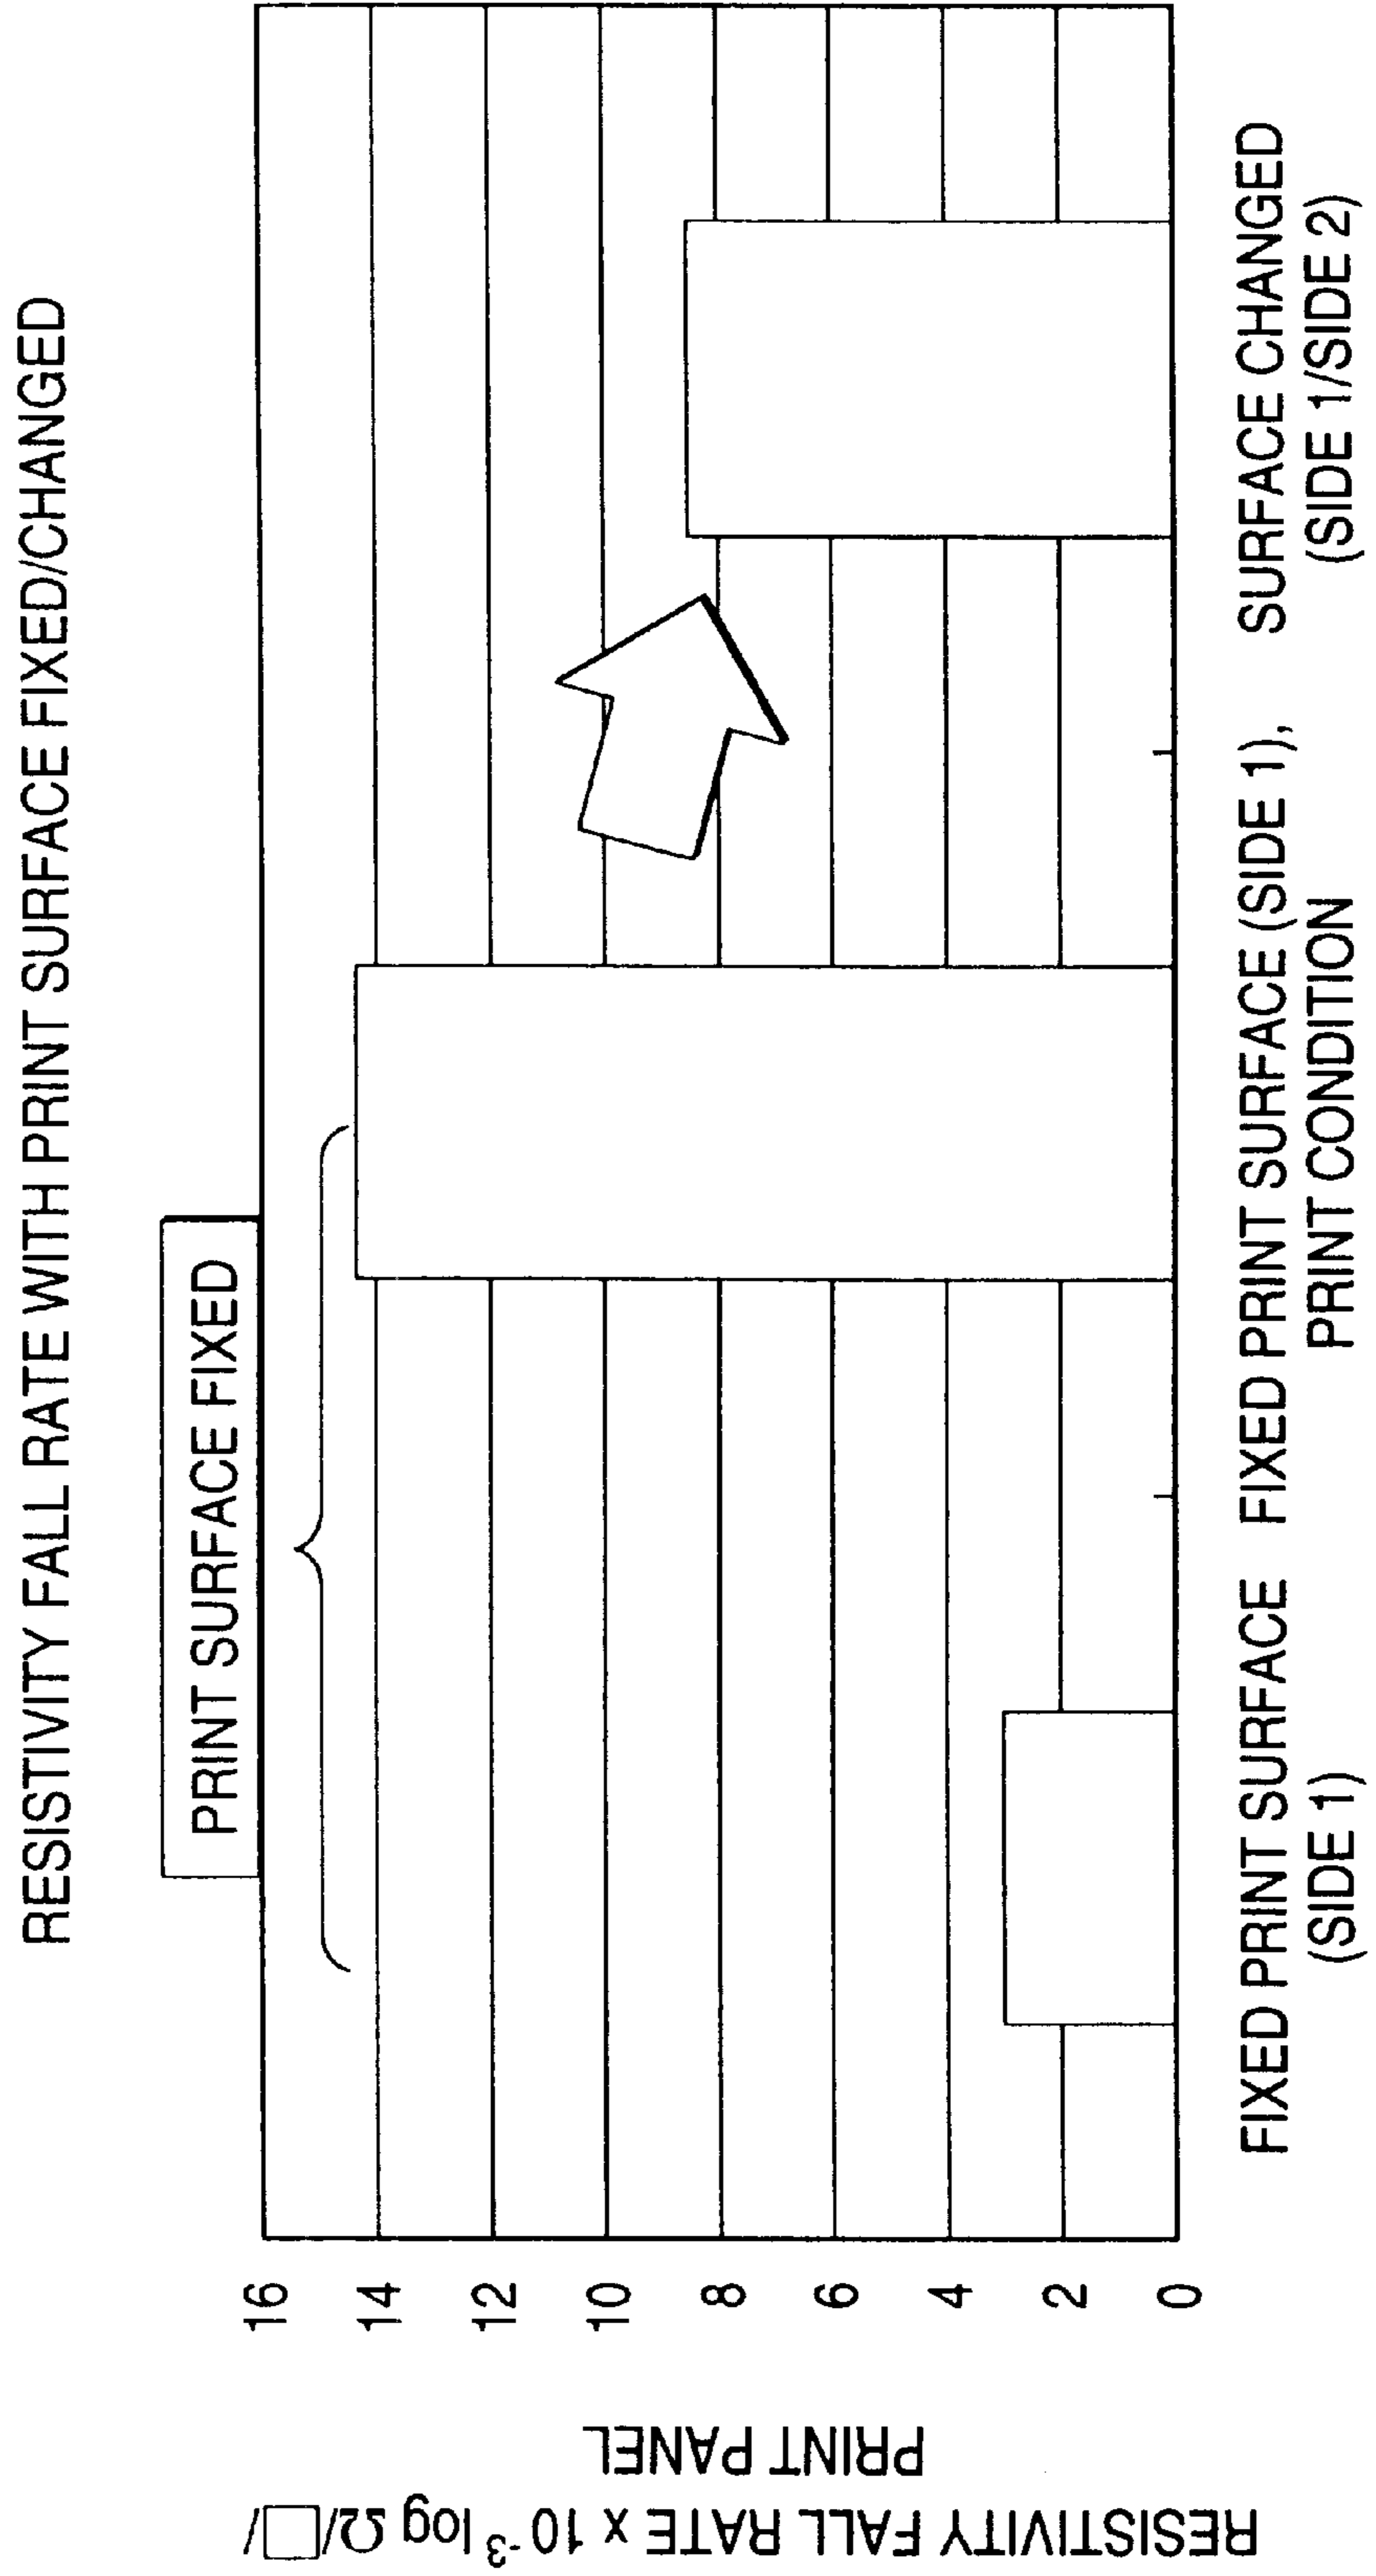 RESISTIVITY FALL RATE WITH PRINT SURFACE FIXED/CHANGED
PRINT SURFACE FIXED
RESISTIVITY FALL RATE x 10⁻³ log Ω/□/
PRINT PANEL
16
14
12
10
8
6
4
2
0
FIXED PRINT SURFACE
(SIDE 1)
FIXED PRINT SURFACE (SIDE 1),
PRINT CONDITION
SURFACE CHANGED
(SIDE 1/SIDE 2)